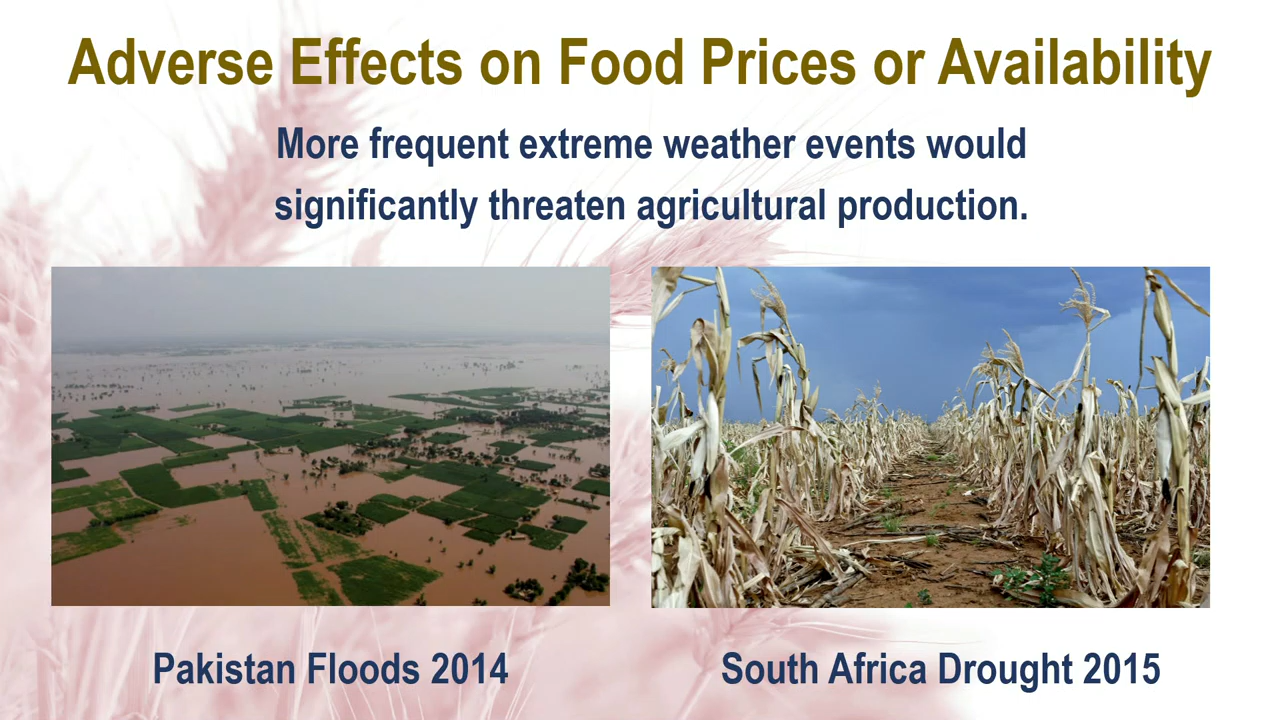 Adverse Effects on Food Prices or Availability
More frequent extreme weather events would
significantly threaten agricultural production.
Pakistan Floods 2014
South Africa Drought 2015